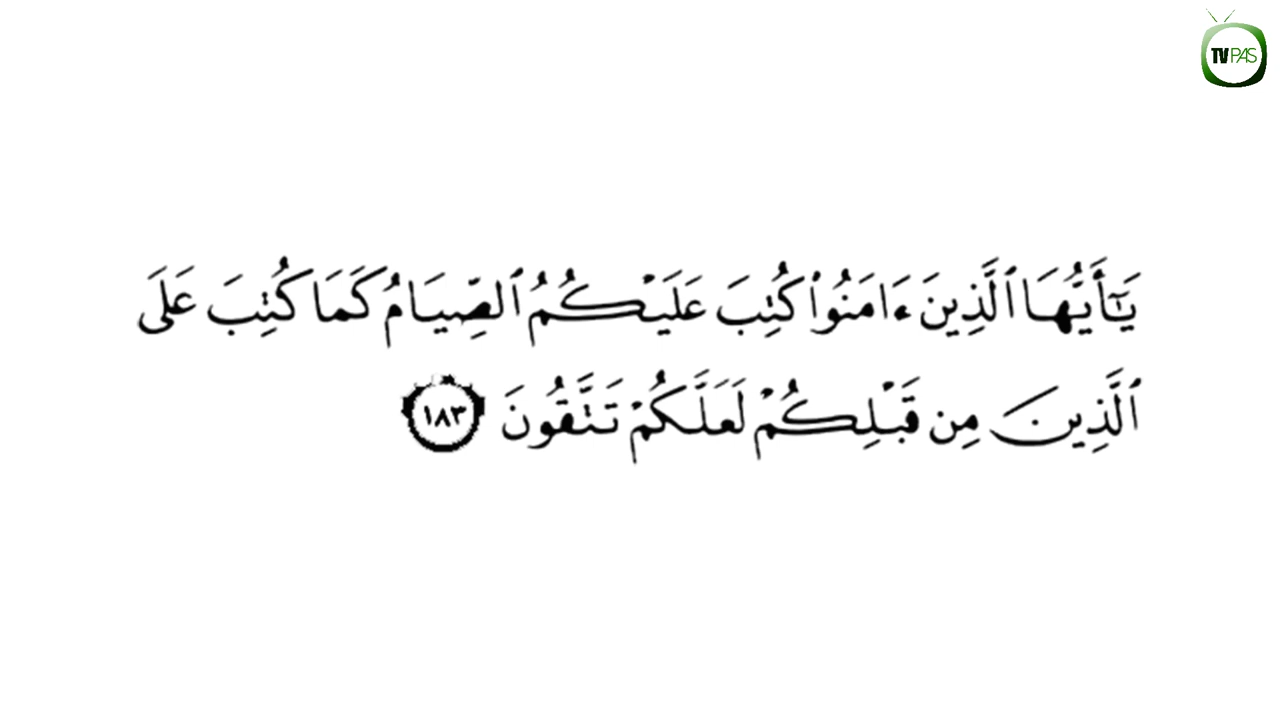 TV PAS
يَـٰٓأَيُّهَا ٱلَّذِينَ ءَامَنُوا۟ كُتِبَ عَلَيْكُمُ ٱلصِّيَامُ كَمَا كُتِبَ عَلَى
ٱلَّذِينَ مِن قَبْلِكُمْ لَعَلَّكُمْ تَتَّقُونَ ١٨٣